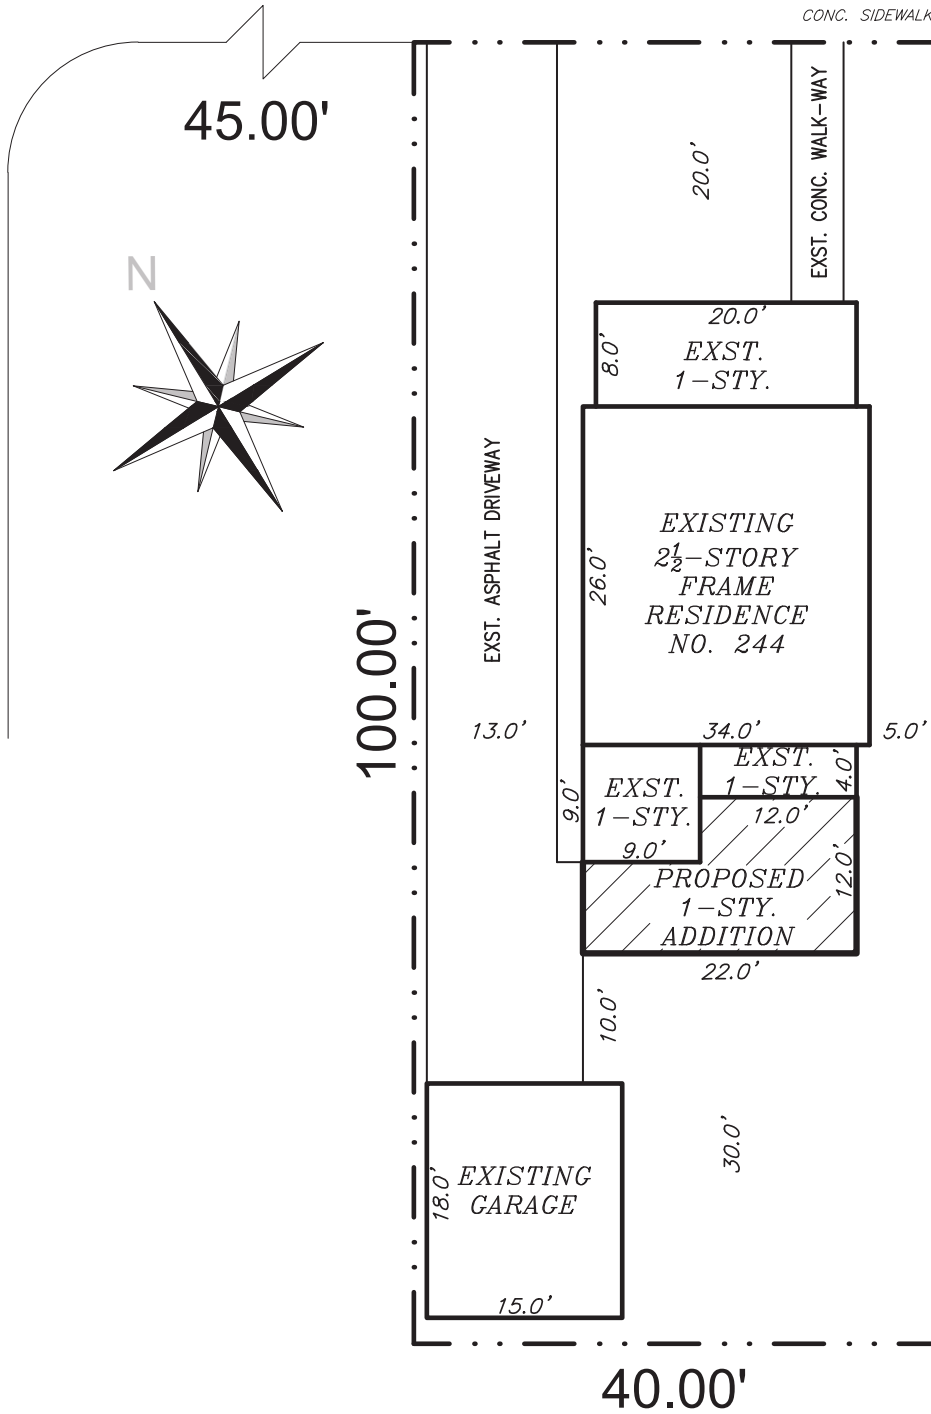 CONC. SIDEWALK
45.00'
20.0'
EXST. CONC. WALK-WAY
N
20.0'
8.0'
EXST.
1-STY.
EXST. ASPHALT DRIVEWAY
26.0'
EXISTING
2½-STORY
FRAME
RESIDENCE
NO. 244
100.00'
13.0'
34.0'
5.0'
EXST.
1-STY.
4.0'
9.0'
EXST.
1-STY.
9.0'
12.0'
12.0'
PROPOSED
1-STY.
ADDITION
22.0'
10.0'
30.0'
18.0'
EXISTING
GARAGE
15.0'
40.00'